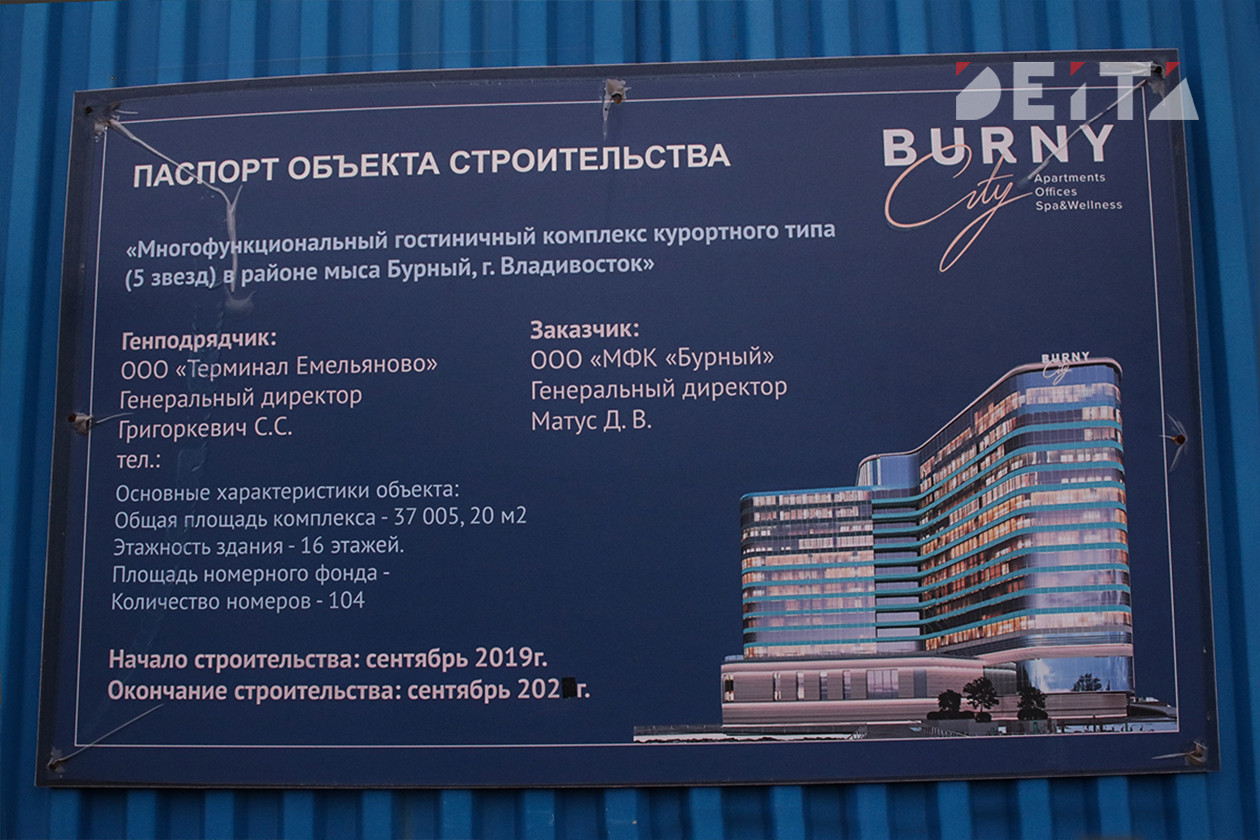 DEITA
BURNY
City
Apartments
Offices
Spa&Wellness
ПАСПОРТ ОБЪЕКТА СТРОИТЕЛЬСТВА
«Многофункциональный гостиничный комплекс курортного типа
(5 звезд) в районе мыса Бурный, г. Владивосток»
Генподрядчик:
ООО «Терминал Емельяново»
Генеральный директор
Григоркевич С.С.
тел.:
Заказчик:
ООО «МФК «Бурный»
Генеральный директор
Матус Д. В.
Основные характеристики объекта:
Общая площадь комплекса - 37 005, 20 м2
Этажность здания - 16 этажей.
Площадь номерного фонда -
Количество номеров - 104
Начало строительства: сентябрь 2019г.
Окончание строительства: сентябрь 202 г.
BURNY
City